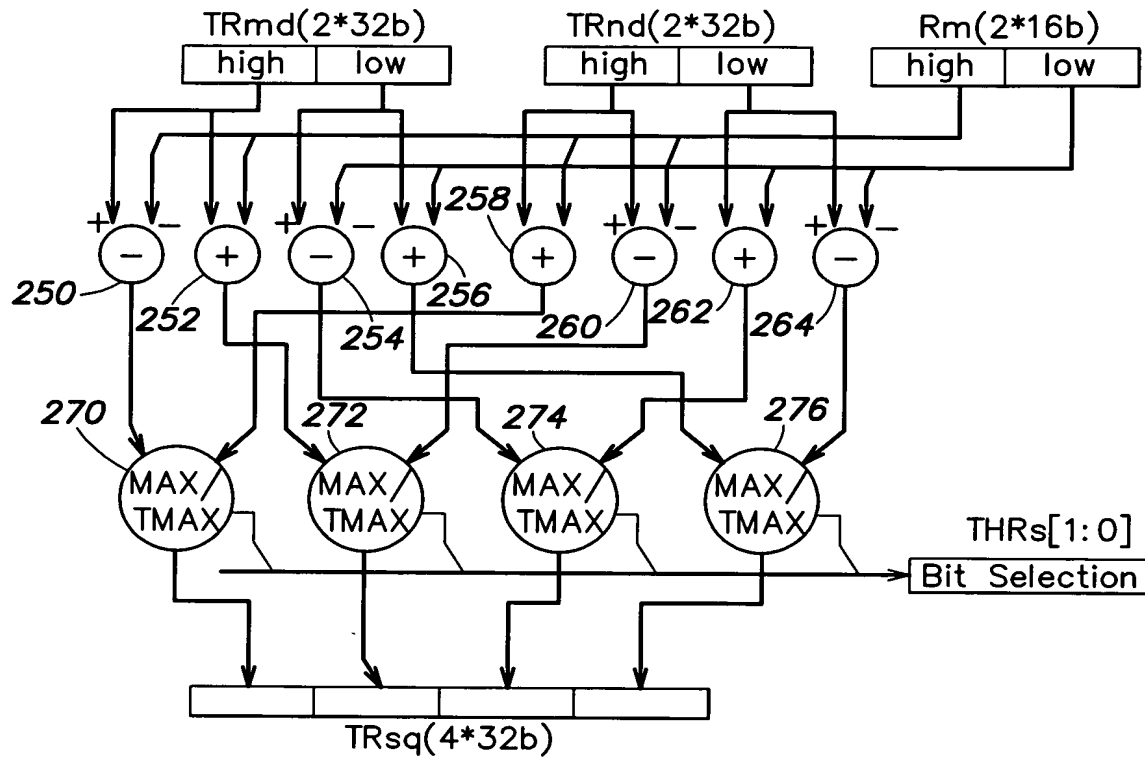 TRmd(2*32b) TRnd(2*32b) Rm(2*16b)
high low high low high low
+ - + - 258 + - + -
- + - + + - + -
250 252 254 256 260 262 264
270 272 274 276
MAX/ MAX/ MAX/ MAX/
TMAX TMAX TMAX TMAX
THRs[1:0]
Bit Selection
TRsq(4*32b)